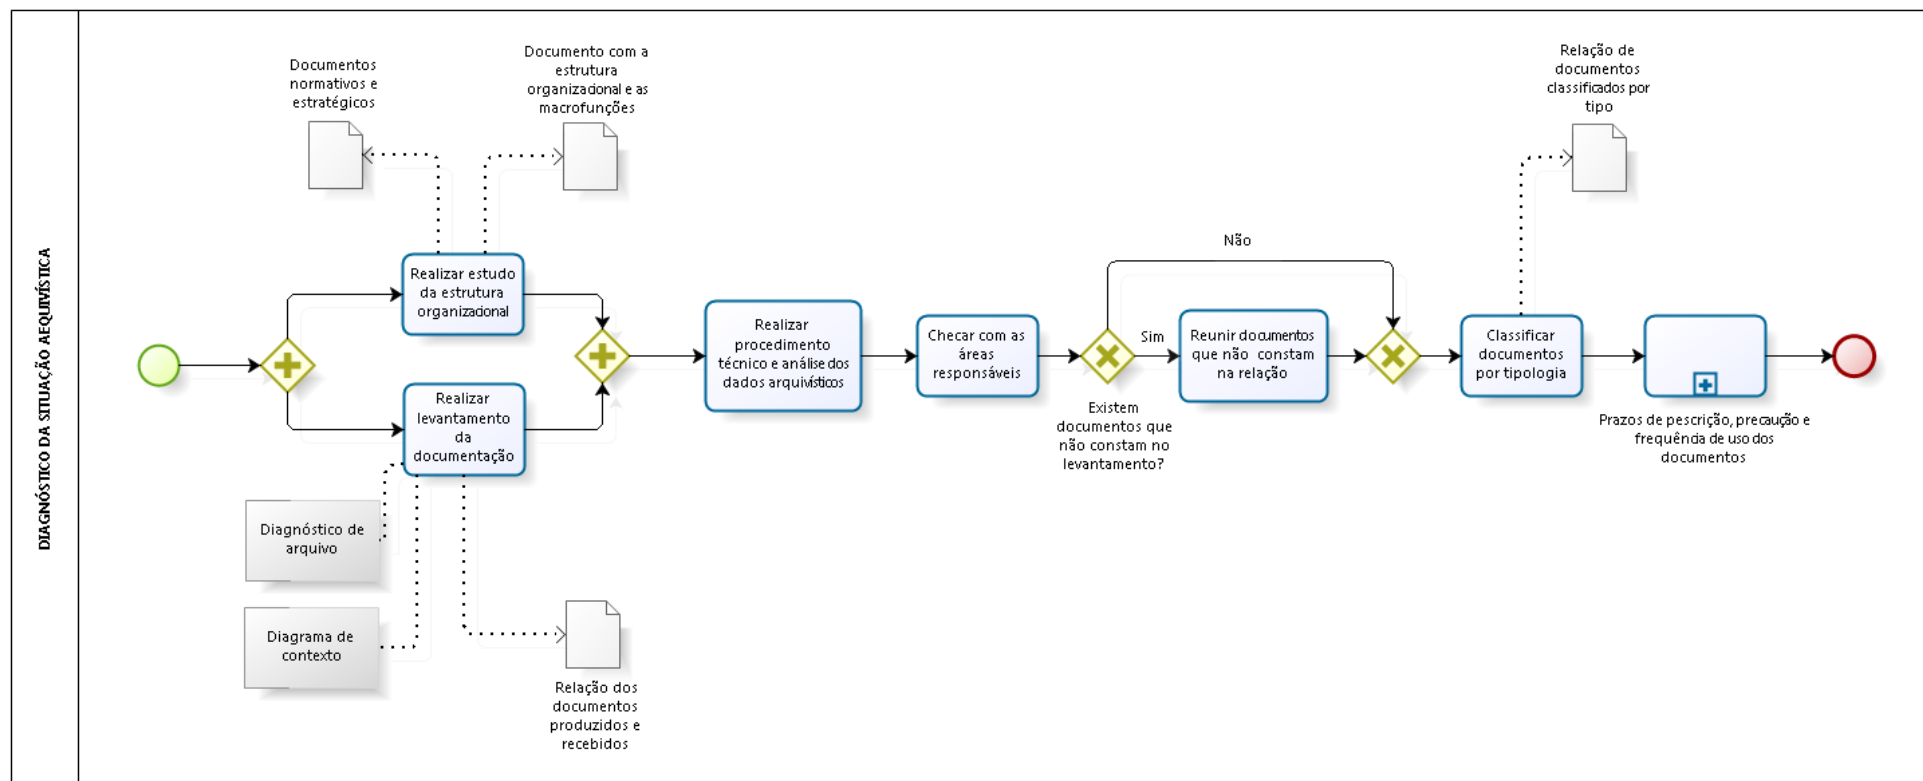 DIAGNÓSTICO DA SITUAÇÃO AEQUIVÍSTICA
Documentos
normativos e
estratégicos
Documento com a
estrutura
organizacional e as
macrofunções
Relação de
documentos
classificados por
tipo
Realizar estudo
da estrutura
organizacional
Realizar
levantamento
da
documentação
Diagnóstico de
arquivo
Diagrama de
contexto
Relação dos
documentos
produzidos e
recebidos
Realizar
procedimento
técnico e análise dos
dados arquivísticos
Checar com as
áreas
responsáveis
Existem
documentos que
não constam no
levantamento?
Não
Sim
Reunir documentos
que não constam
na relação
Classificar
documentos
por tipologia
Prazos de pescrição, precaução e
frequência de uso dos
documentos